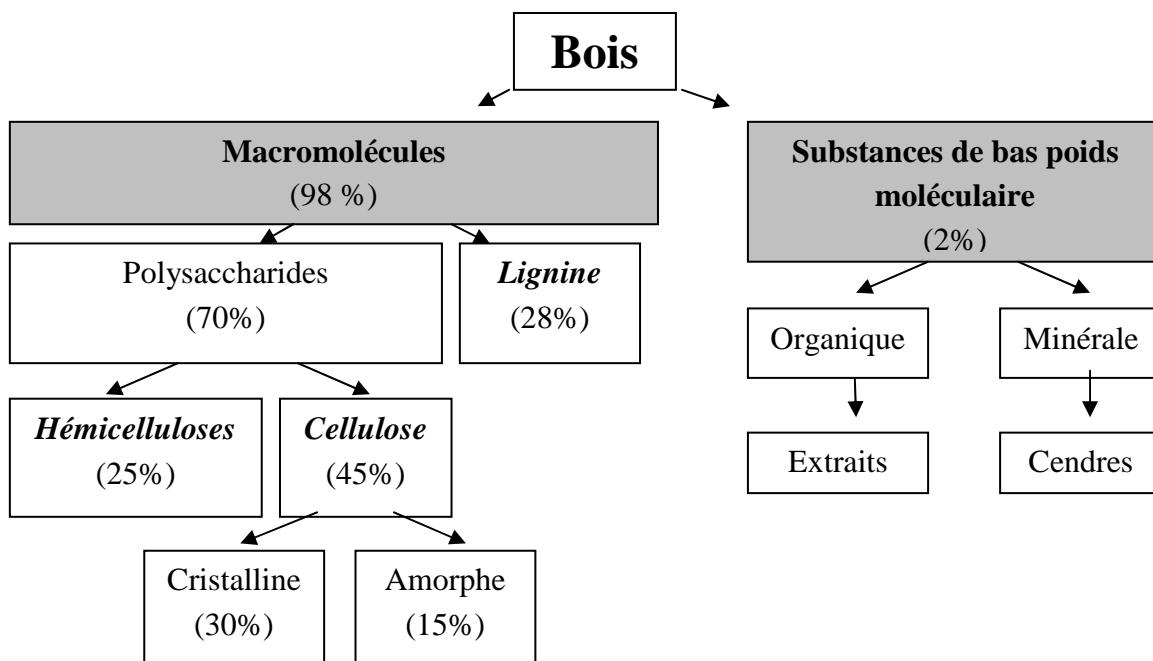 Bois
Macromolécules
(98 %)
Substances de bas poids
moléculaire
(2%)
Polysaccharides
(70%)
Lignine
(28%)
Organique
Minérale
Hémicelluloses
(25%)
Cellulose
(45%)
Extraits
Cendres
Cristalline
(30%)
Amorphe
(15%)